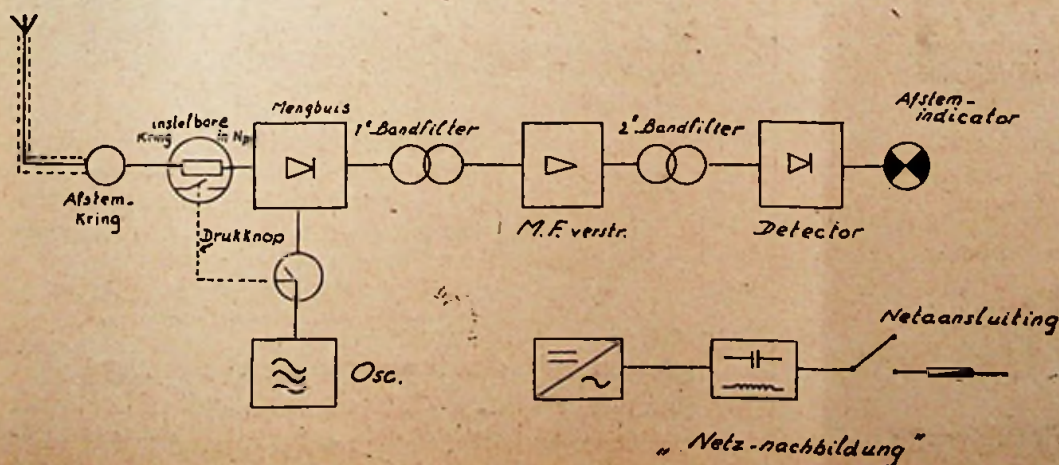 Mengbuis
instelbare
Kring in Npi
1e Bandfilter
2e Bandfilter
Afstem-
indicator
Afstem-
Kring
Drukknop
M.F. verstr.
Detector
Osc.
Netaansluiting
„ Netz-nachbildung "